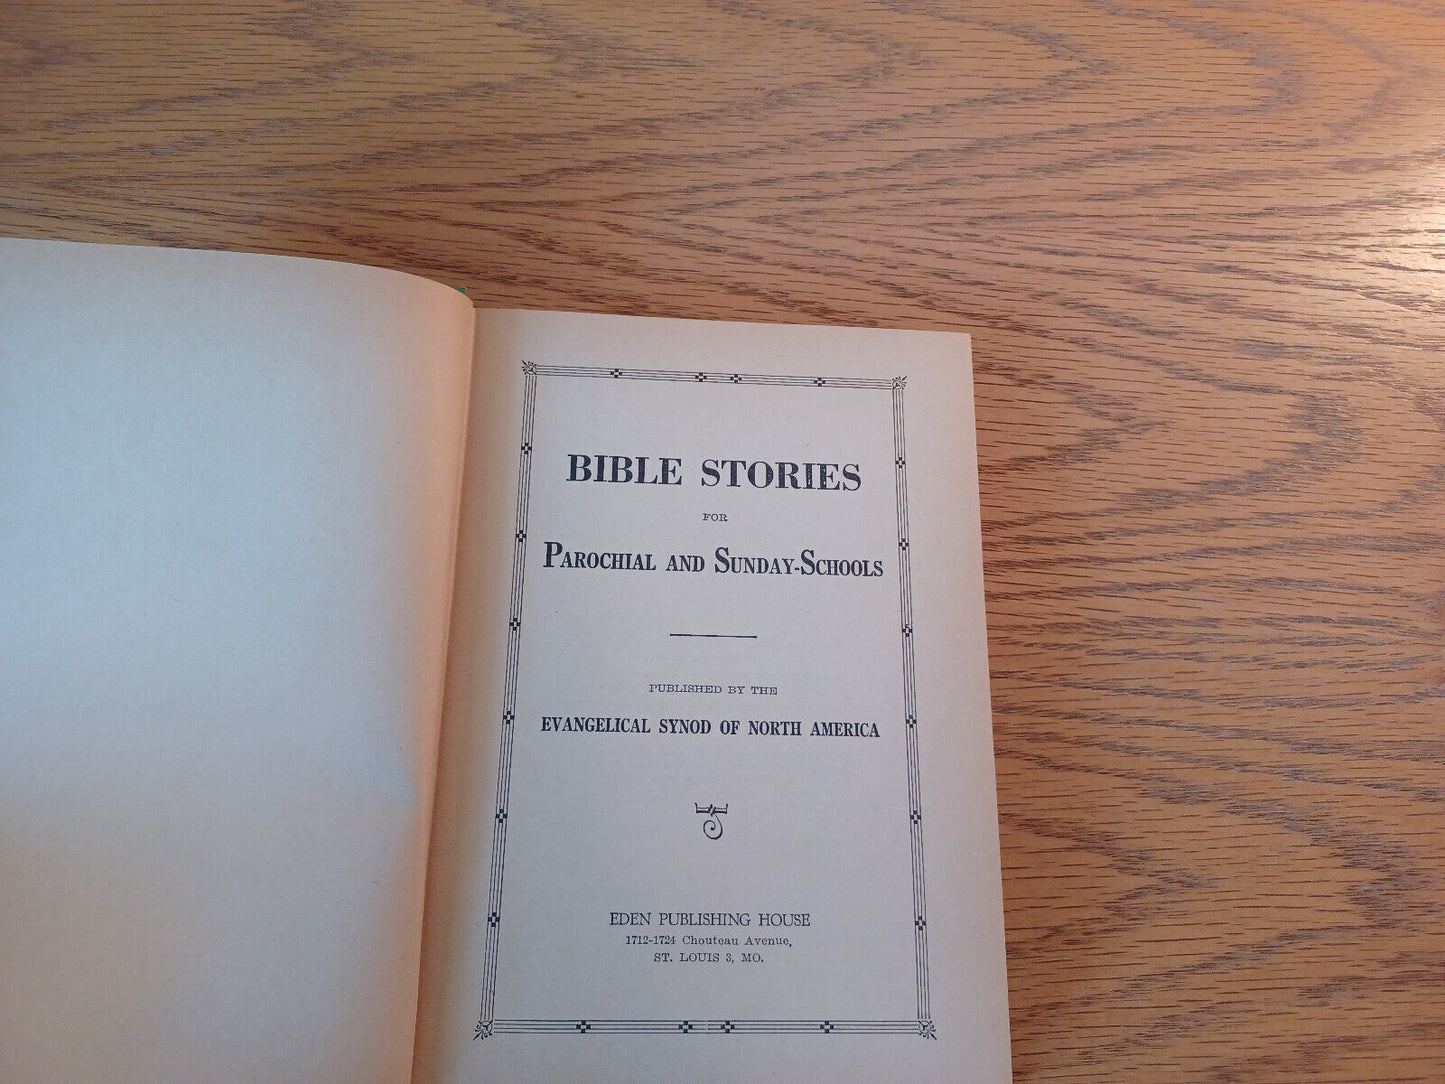 BIBLE STORIES
FOR
PAROCHIAL AND SUNDAY-SCHOOLS
PUBLISHED BY THE
EVANGELICAL SYNOD OF NORTH AMERICA
EDEN PUBLISHING HOUSE
1712-1724 Chouteau Avenue,
ST. LOUIS 3, MO.